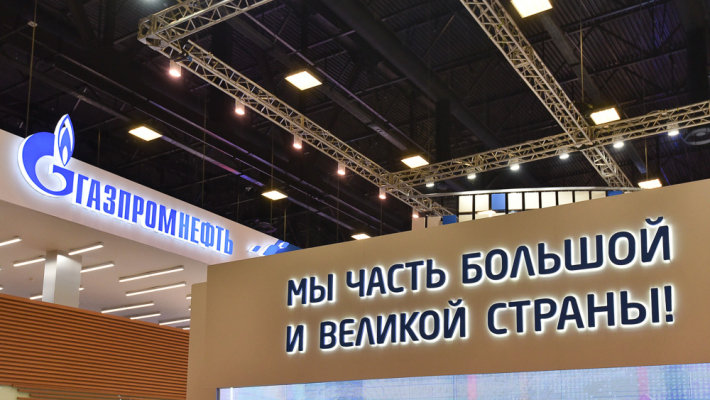 ГАЗПРОМНЕФТЬ
МЫ ЧАСТЬ БОЛЬШОЙ
И ВЕЛИКОЙ СТРАНЫ!